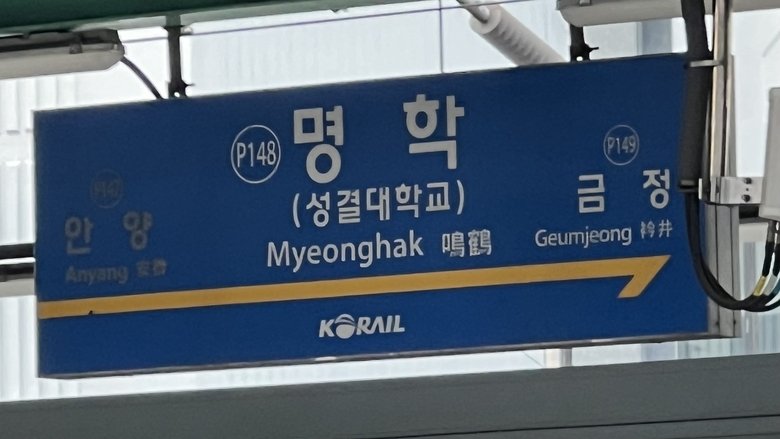 P147
안양
Anyang 安養
P148
명학
(성결대학교)
Myeonghak 鳴鶴
P149
금정
Geumjeong 衿井
KORAIL